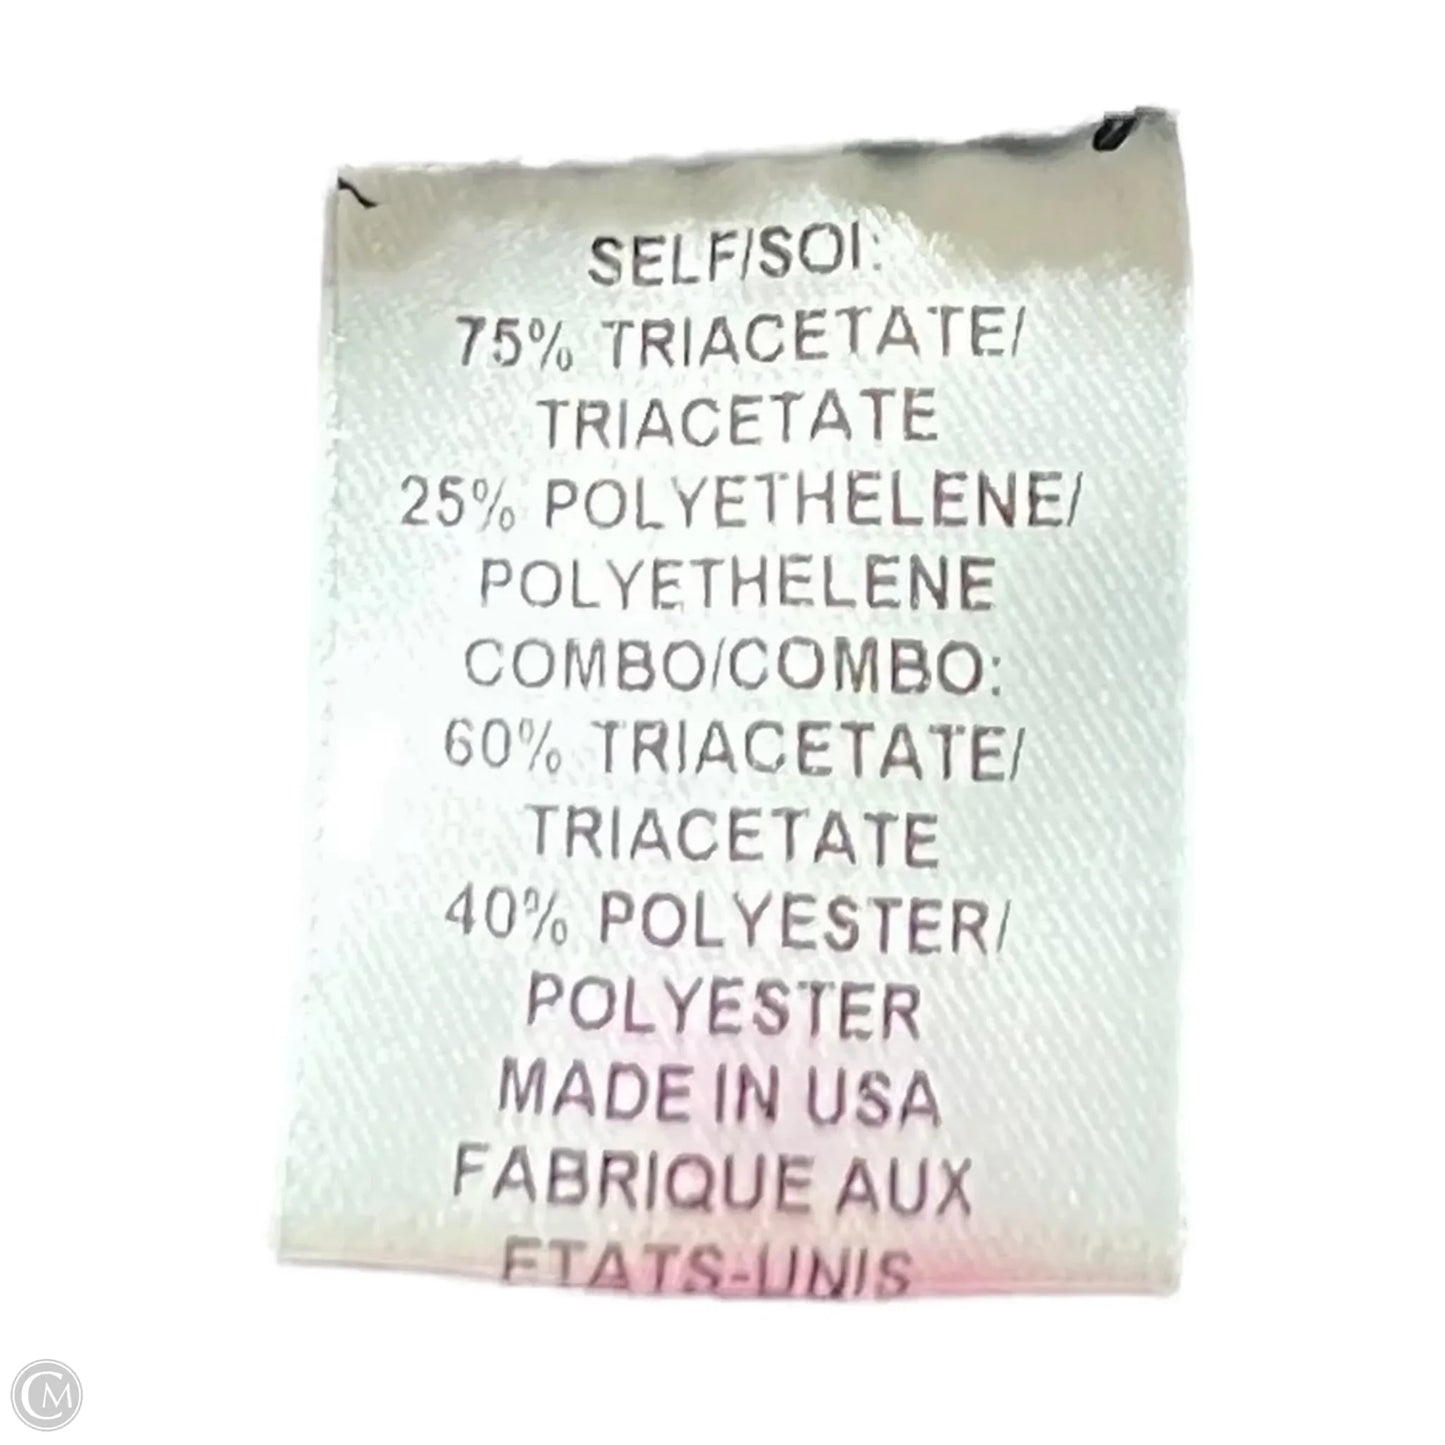 SELF/SOI:
75% TRIACETATE/
TRIACETATE
25% POLYETHELENE/
POLYETHELENE
COMBO/COMBO:
60% TRIACETATE/
TRIACETATE
40% POLYESTER/
POLYESTER
MADE IN USA
FABRIQUE AUX
ETATS-UNIS
CM